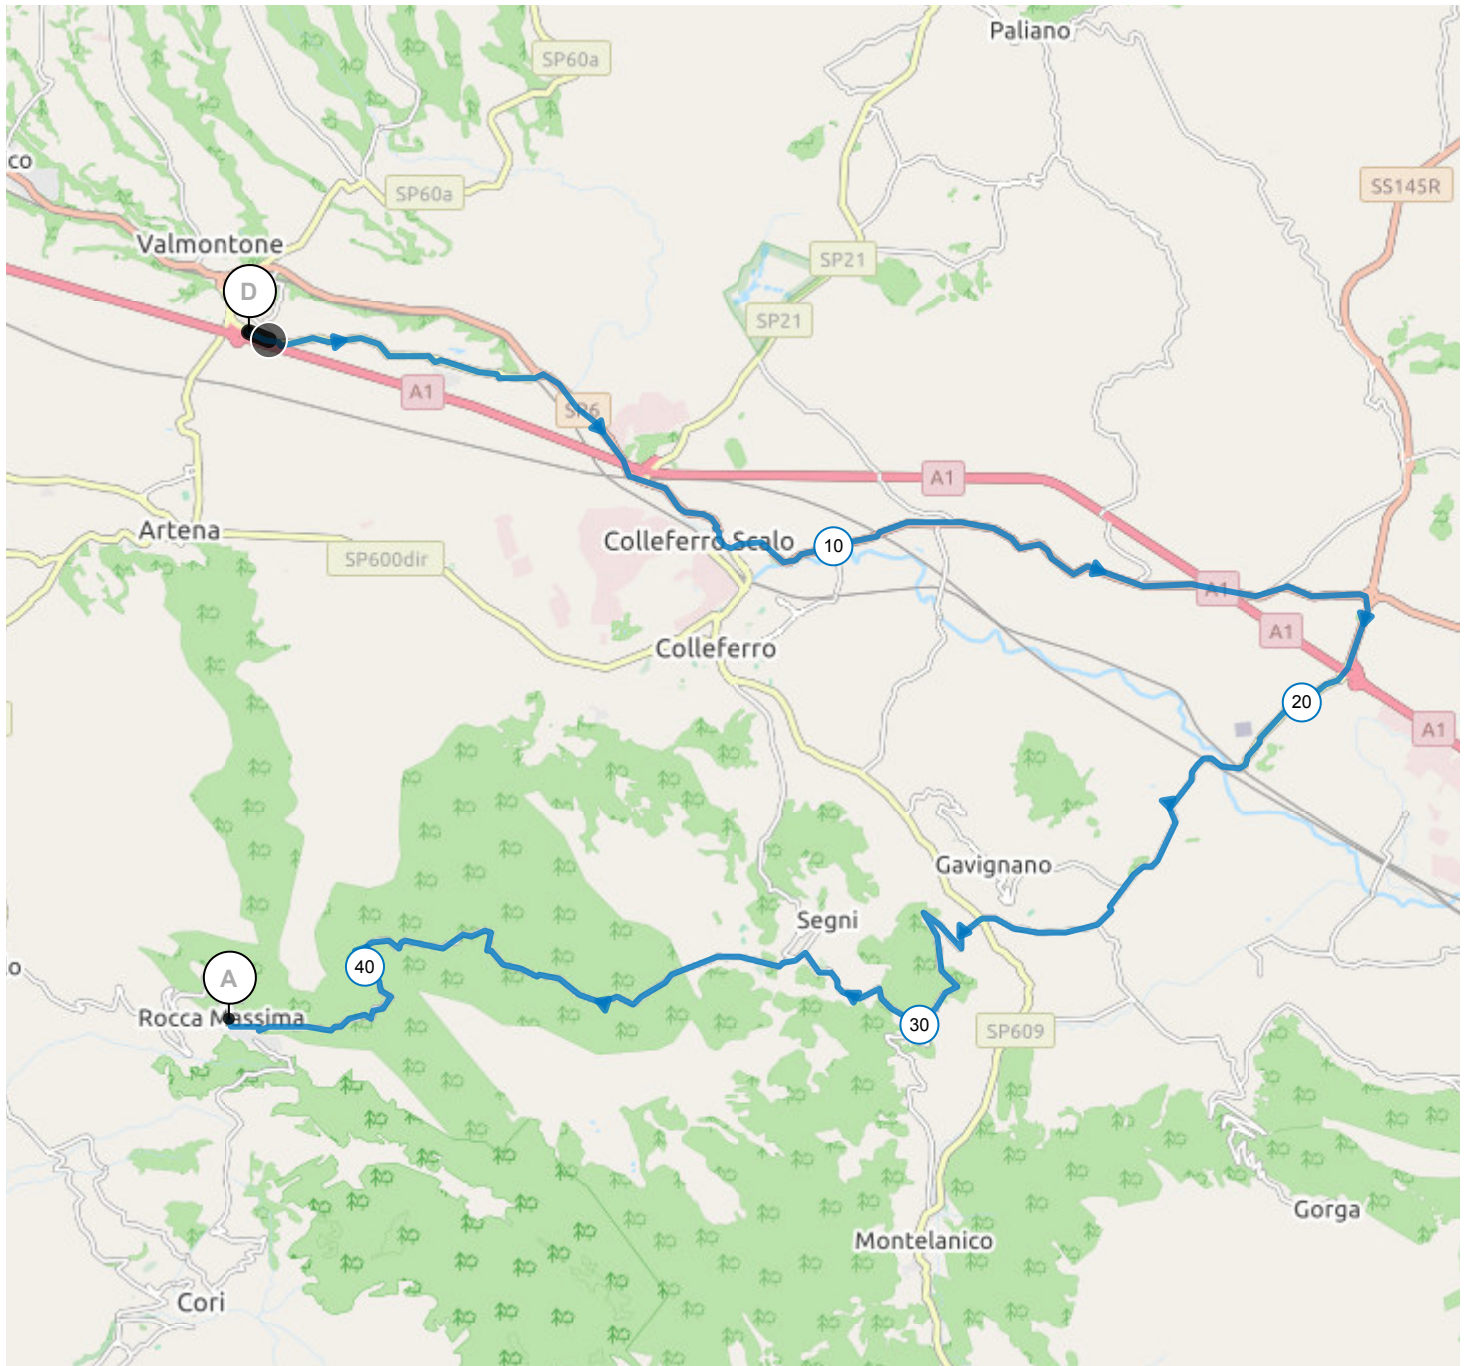 Paliano
SP60a
co
SP60a
SS145R
Valmontone
SP21
D
SP21
A1
SR6
A1
Artena
Colleferro Scalo
10
SP600dir
A1
A1
Colleferro
20
A1
Gavignano
Segni
40
o
A
Rocca Massima
30
SP609
Gorga
Montelanico
Cori